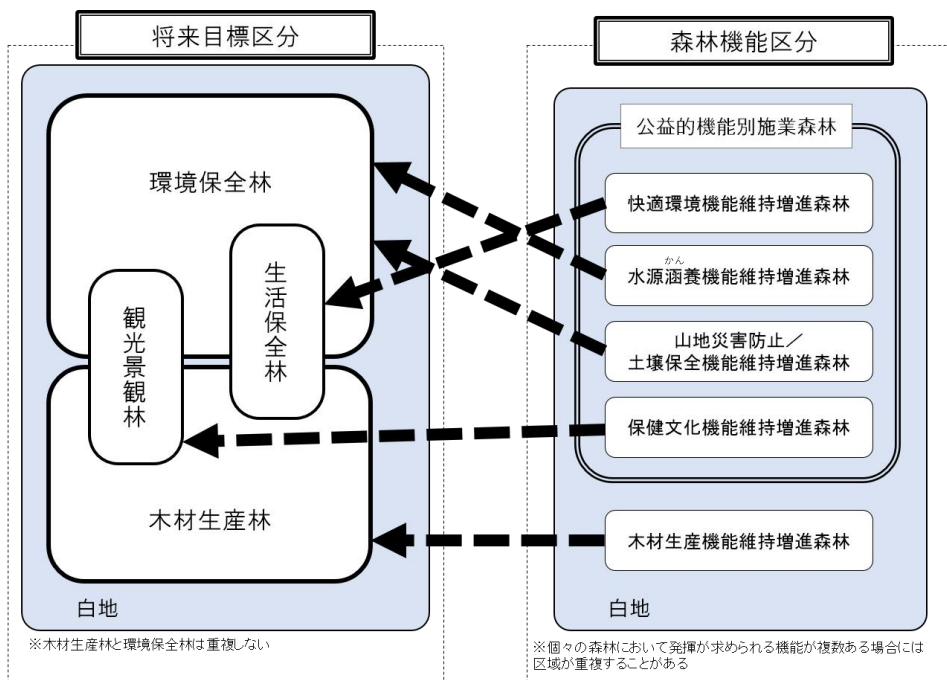 将来目標区分
環境保全林
生活保全林
観光景観林
木材生産林
白地
※木材生産林と環境保全林は重複しない
森林機能区分
公益的機能別施業森林
快適環境機能維持増進森林
かん
水源涵養機能維持増進森林
山地災害防止／
土壌保全機能維持増進森林
保健文化機能維持増進森林
木材生産機能維持増進森林
白地
※個々の森林において発揮が求められる機能が複数ある場合には
区域が重複することがある